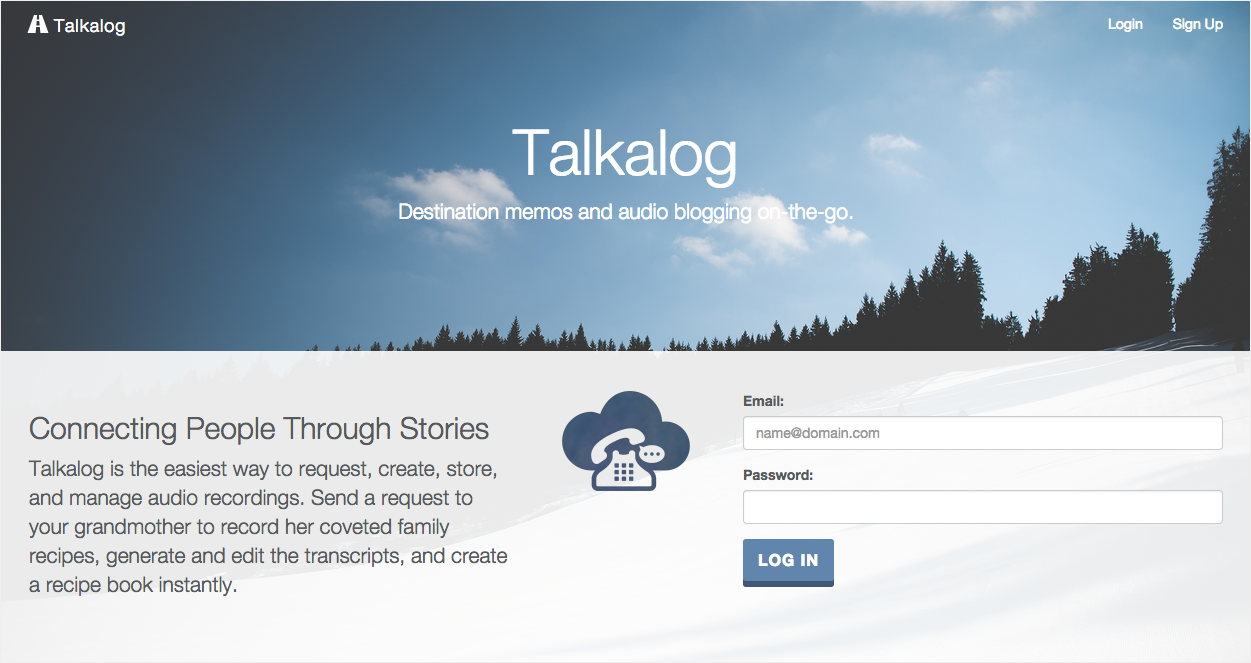 Talkalog
Login
Sign Up
Talkalog
Destination memos and audio blogging on-the-go.
Connecting People Through Stories
Talkalog is the easiest way to request, create, store,
and manage audio recordings. Send a request to
your grandmother to record her coveted family
recipes, generate and edit the transcripts, and create
a recipe book instantly.
Email:
name@domain.com
Password:
LOG IN